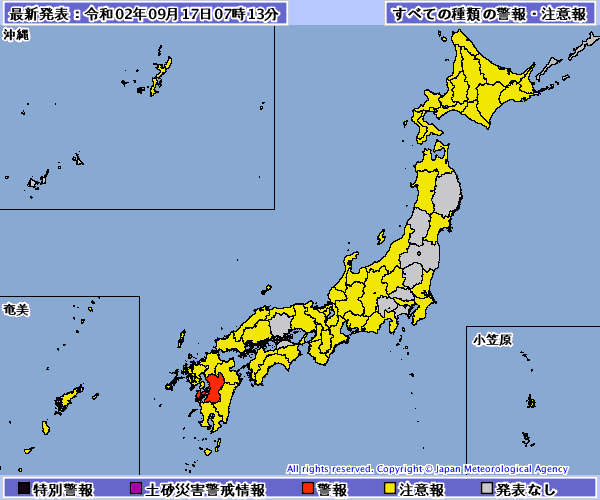 最新発表：令和02年09月17日07時13分
すべての種類の警報・注意報
沖縄
奄美
小笠原
All rights reserved. Copyright © Japan Meteorological Agency
特別警報
土砂災害警戒情報
警報
注意報
発表なし